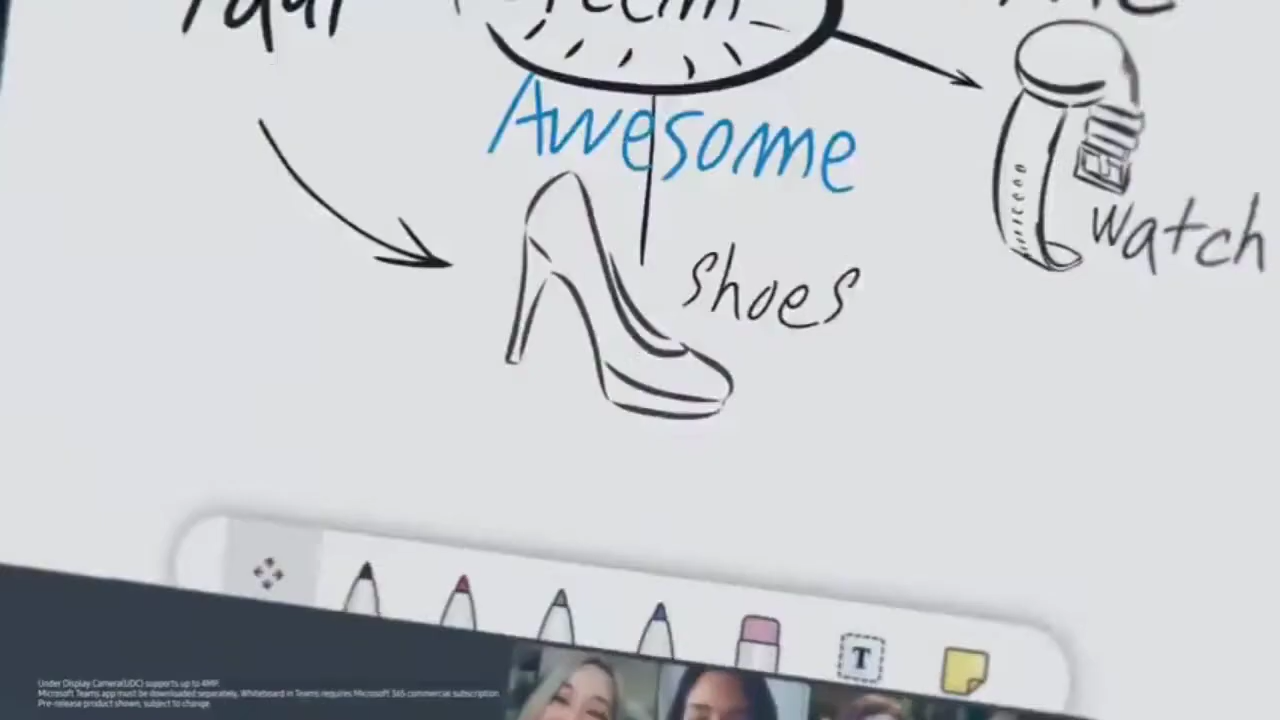 Awesome
shoes
watch
T
Under Display Camera(UDC) supports up to 4MP.
Microsoft Teams app must be downloaded separately. Whiteboard in Teams requires Microsoft 365 commercial subscription.
Pre-release product shown, subject to change.